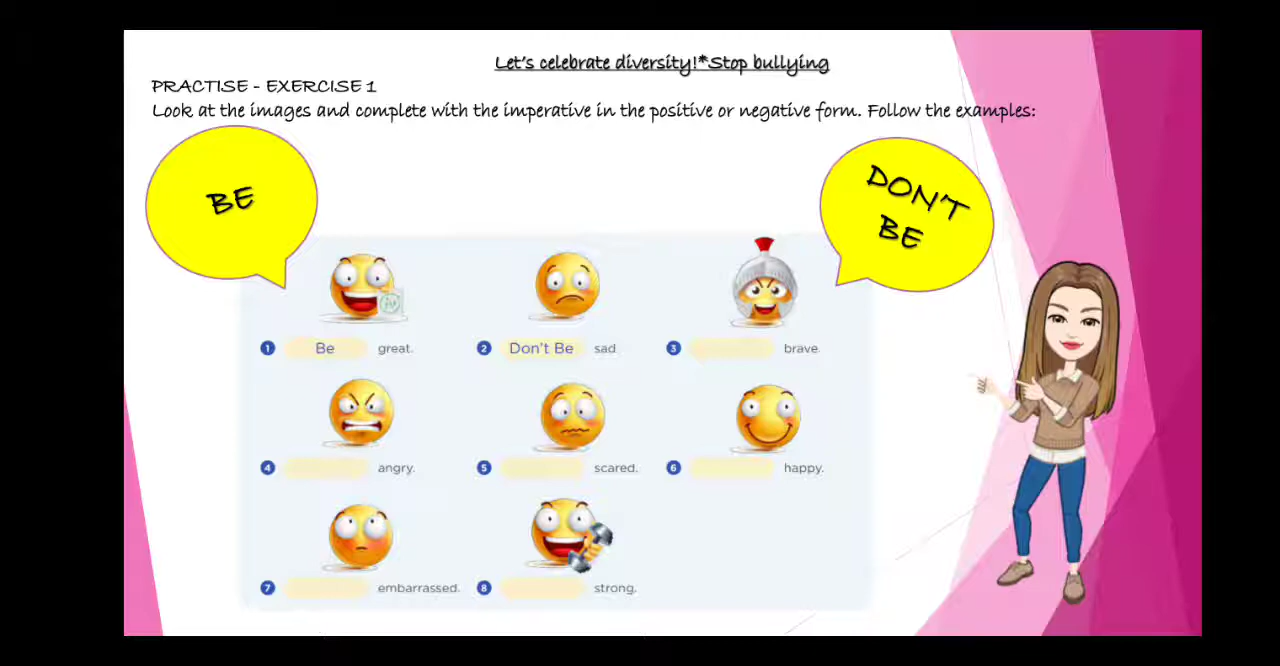 Let's celebrate diversity!*Stop bullying
PRACTISE - EXERCISE 1
Look at the images and complete with the imperative in the positive or negative form. Follow the examples:
BE
DON'T
BE
1 Be great.
2 Don't Be sad.
3 brave.
4 angry.
5 scared.
6 happy.
7 embarrassed.
8 strong.